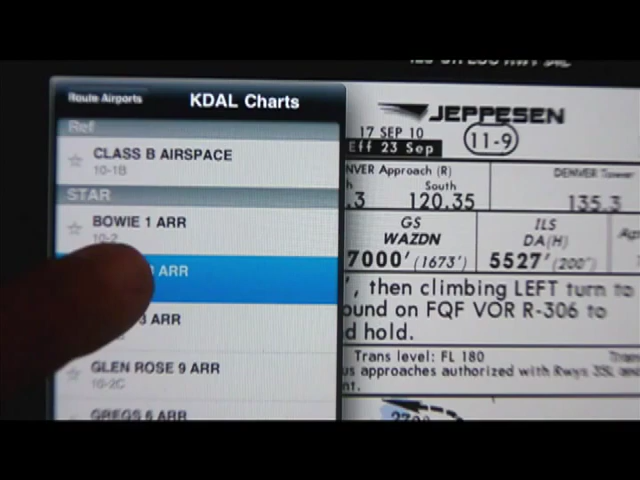 Route Airports
KDAL Charts
Ref
CLASS B AIRSPACE
10-1B
STAR
BOWIE 1 ARR
10-2
ARR
3 ARR
GLEN ROSE 9 ARR
10-2C
GREGS 6 ARR
JEPPESEN
17 SEP 10
11-9
Eff 23 Sep
NVER Approach (R)
South
.3
120.35
DENVER Tower
135.3
GS
WAZDN
7000' (1673')
ILS
DA(H)
5527' (200')
', then climbing LEFT turn to
ound on FQF VOR R-306 to
d hold.
Trans level: FL 180
us approaches authorized with Rwys 35L and
nt.
270°